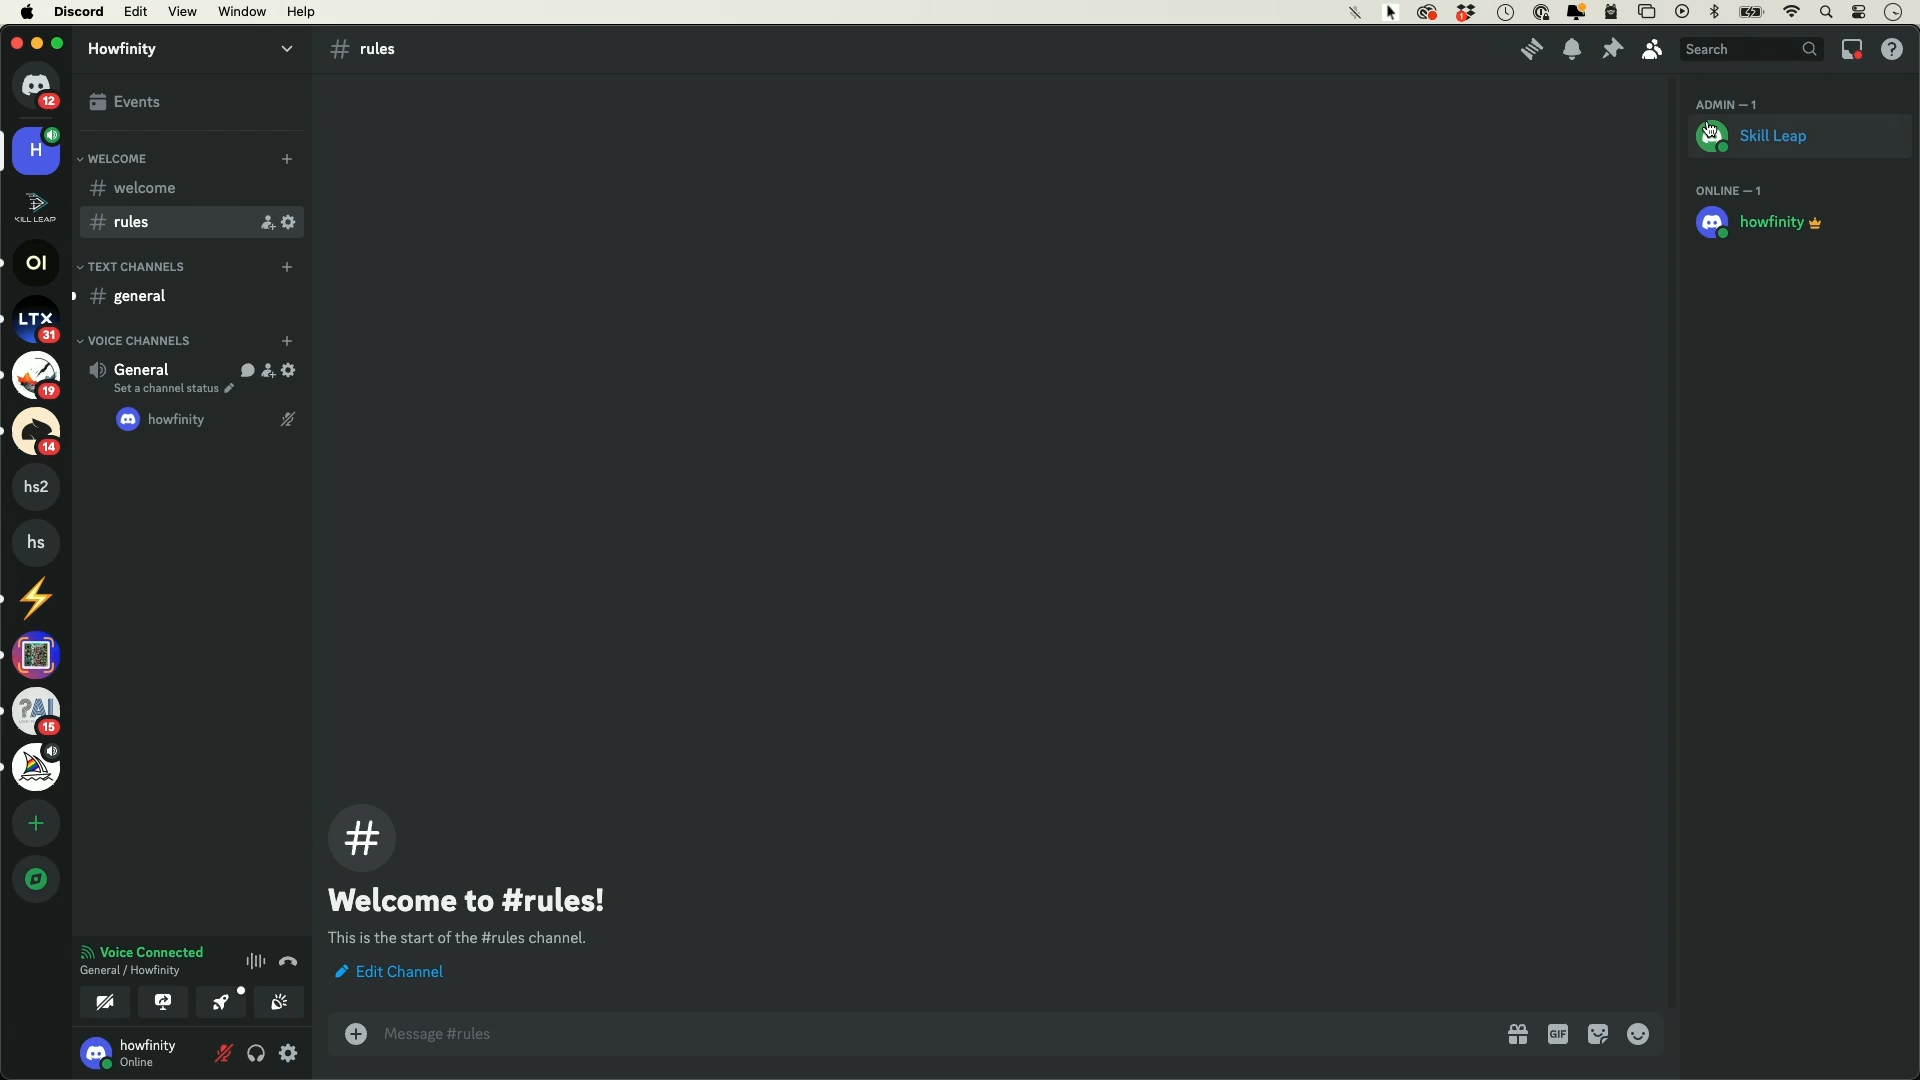 Discord Edit View Window Help
Howfinity
# rules
Search
12
Events
H
WELCOME
# welcome
KILL LEAP
# rules
OI
TEXT CHANNELS
# general
LTX
31
VOICE CHANNELS
General
Set a channel status
19
howfinity
14
hs2
hs
?AI
15
ADMIN — 1
Skill Leap
ONLINE — 1
howfinity
#
Welcome to #rules!
This is the start of the #rules channel.
Edit Channel
Voice Connected
General / Howfinity
Message #rules
GIF
howfinity
Online